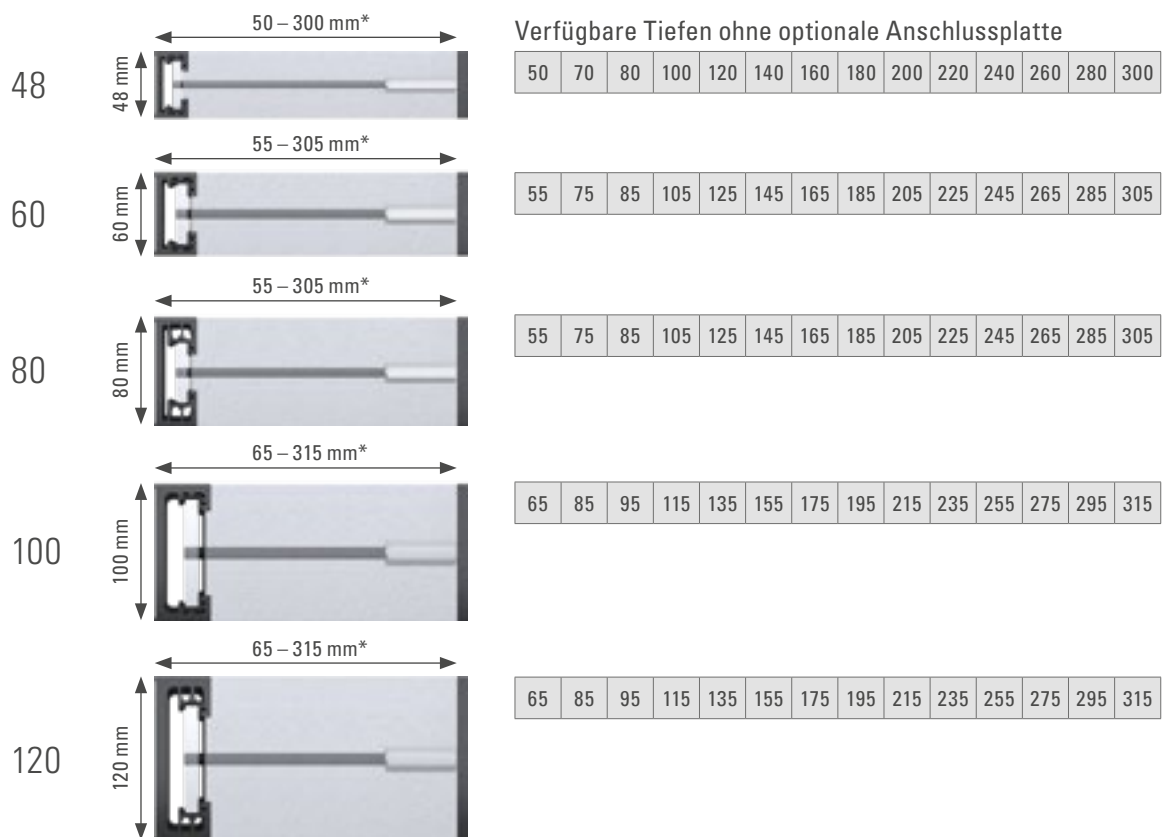 50 – 300 mm*
Verfügbare Tiefen ohne optionale Anschlussplatte
48
48 mm
50 70 80 100 120 140 160 180 200 220 240 260 280 300
55 – 305 mm*
60
60 mm
55 75 85 105 125 145 165 185 205 225 245 265 285 305
55 – 305 mm*
80
80 mm
55 75 85 105 125 145 165 185 205 225 245 265 285 305
65 – 315 mm*
100
100 mm
65 85 95 115 135 155 175 195 215 235 255 275 295 315
65 – 315 mm*
120
120 mm
65 85 95 115 135 155 175 195 215 235 255 275 295 315